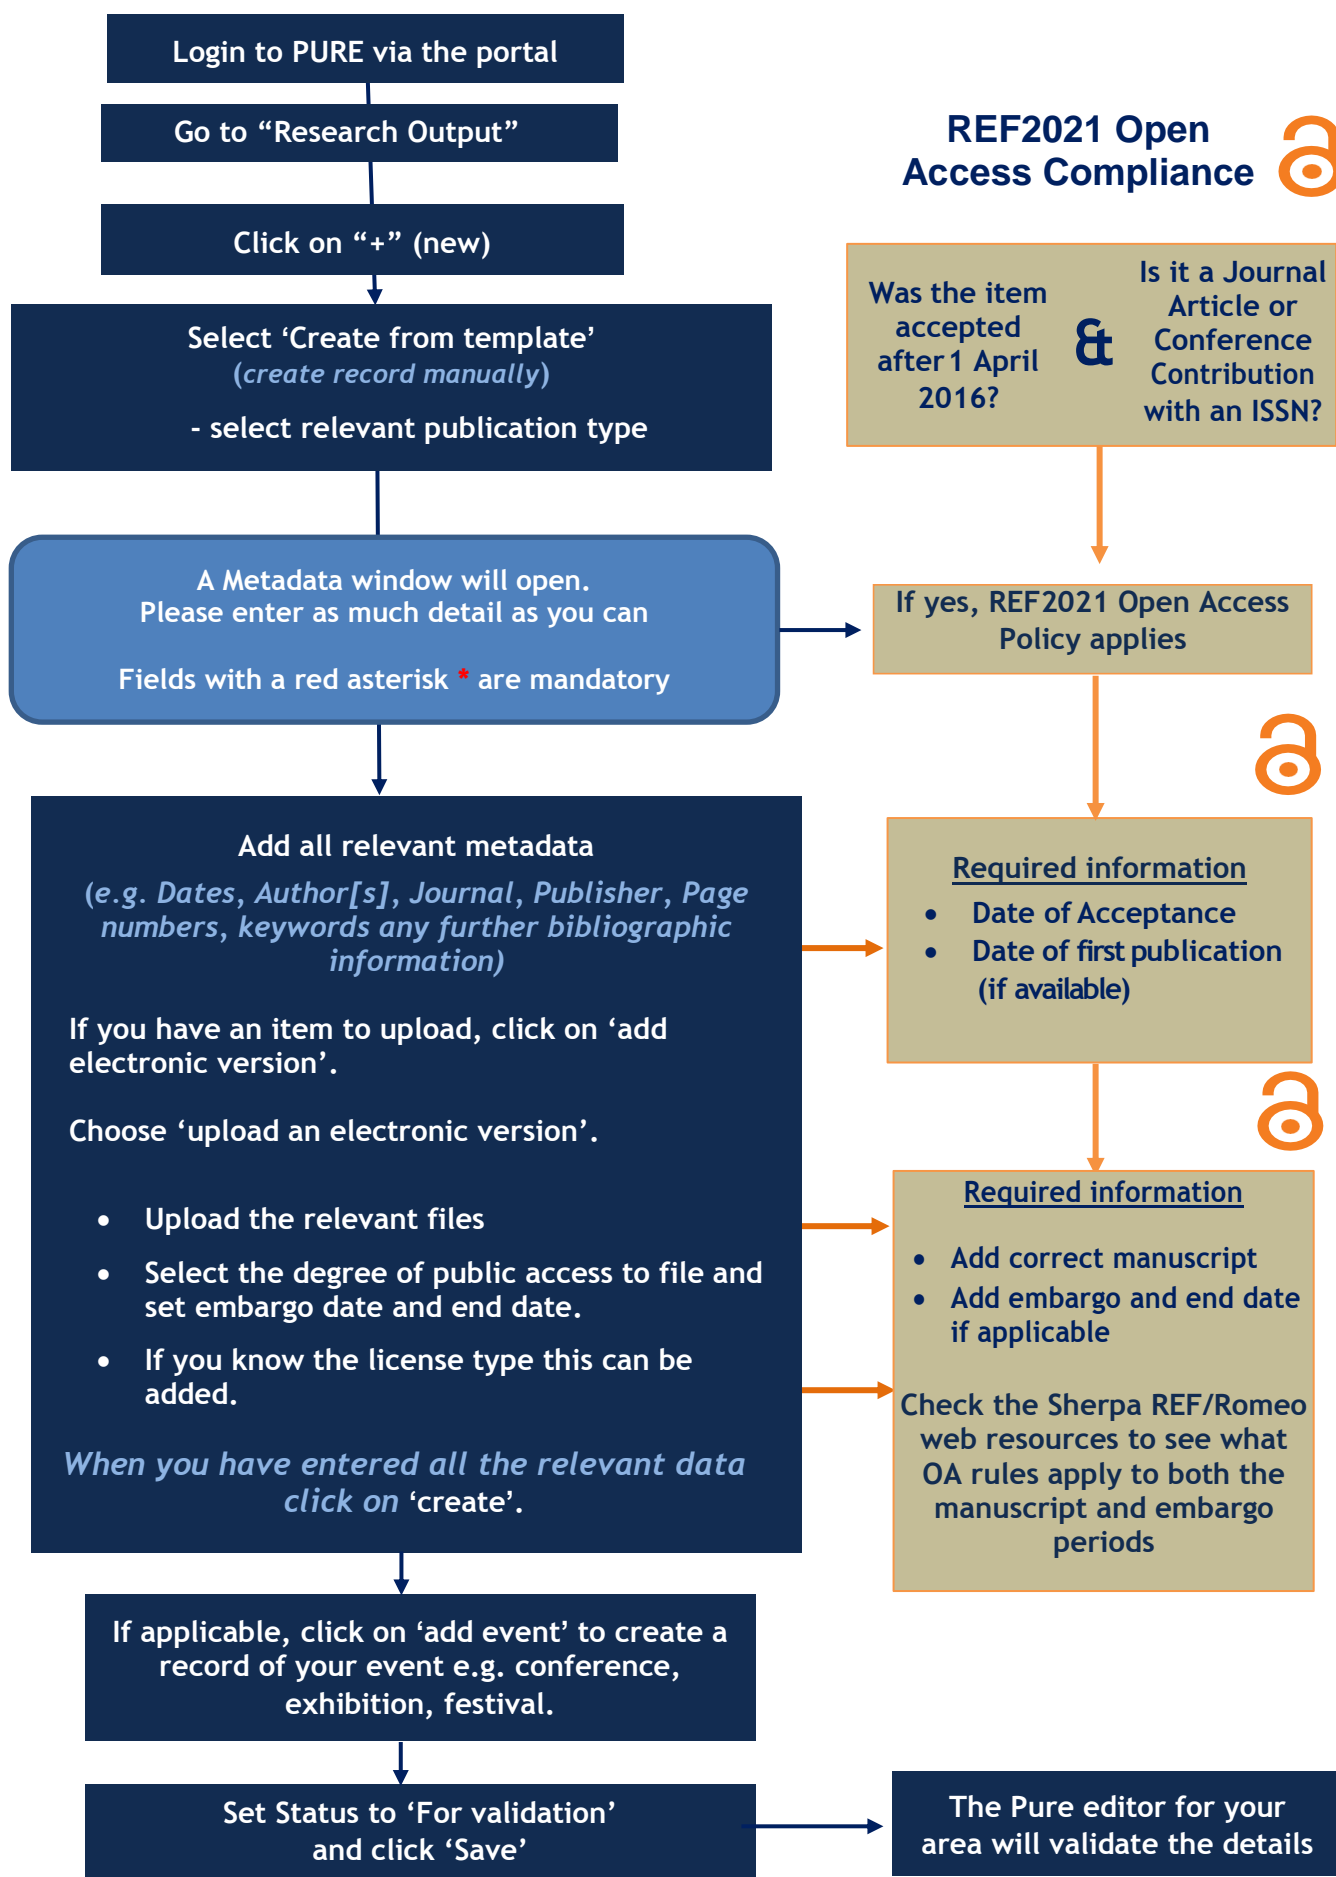 Login to PURE via the portal
Go to “Research Output”
Click on “+” (new)
Select ‘Create from template’
(create record manually)
- select relevant publication type
A Metadata window will open.
Please enter as much detail as you can
Fields with a red asterisk * are mandatory
Add all relevant metadata
(e.g. Dates, Author[s], Journal, Publisher, Page
numbers, keywords any further bibliographic
information)
If you have an item to upload, click on ‘add
electronic version’.
Choose ‘upload an electronic version’.
• Upload the relevant files
• Select the degree of public access to file and
set embargo date and end date.
• If you know the license type this can be
added.
When you have entered all the relevant data
click on ‘create’.
If applicable, click on ‘add event’ to create a
record of your event e.g. conference,
exhibition, festival.
Set Status to ‘For validation’
and click ‘Save’
REF2021 Open
Access Compliance
Was the item
accepted
after 1 April
2016?
&
Is it a Journal
Article or
Conference
Contribution
with an ISSN?
If yes, REF2021 Open Access
Policy applies
Required information
• Date of Acceptance
• Date of first publication
(if available)
Required information
• Add correct manuscript
• Add embargo and end date
if applicable
Check the Sherpa REF/Romeo
web resources to see what
OA rules apply to both the
manuscript and embargo
periods
The Pure editor for your
area will validate the details